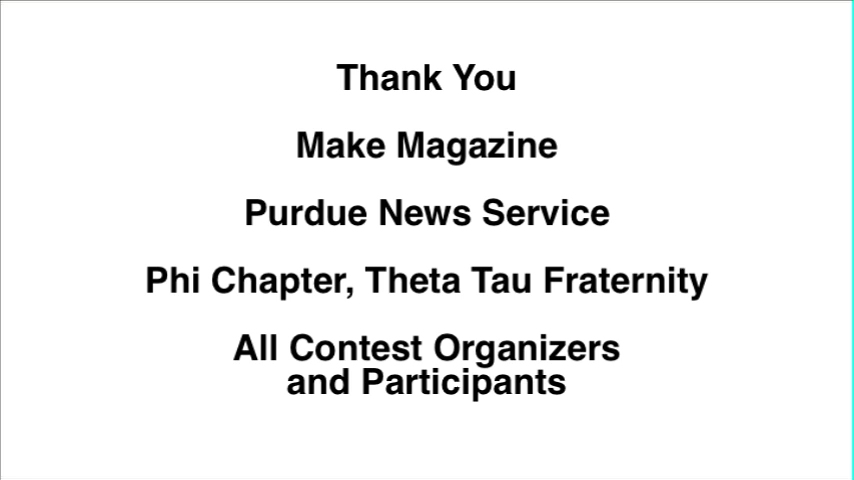 Thank You
Make Magazine
Purdue News Service
Phi Chapter, Theta Tau Fraternity
All Contest Organizers
and Participants